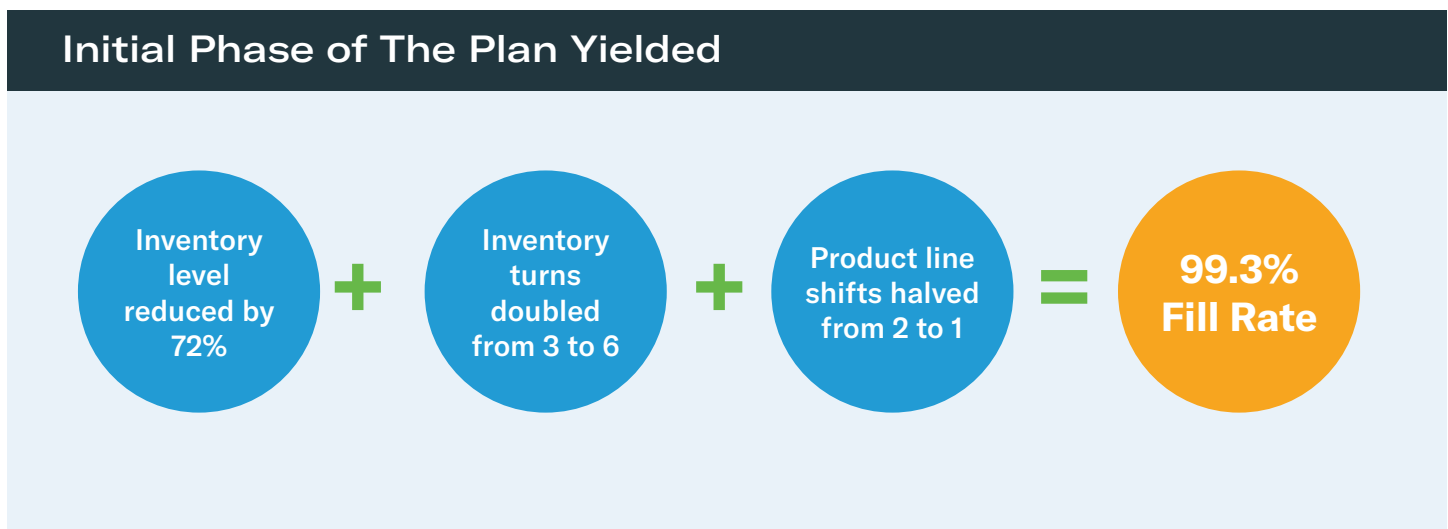 Initial Phase of The Plan Yielded
Inventory
level
reduced by
72%
+
Inventory
turns
doubled
from 3 to 6
+
Product line
shifts halved
from 2 to 1
=
99.3%
Fill Rate